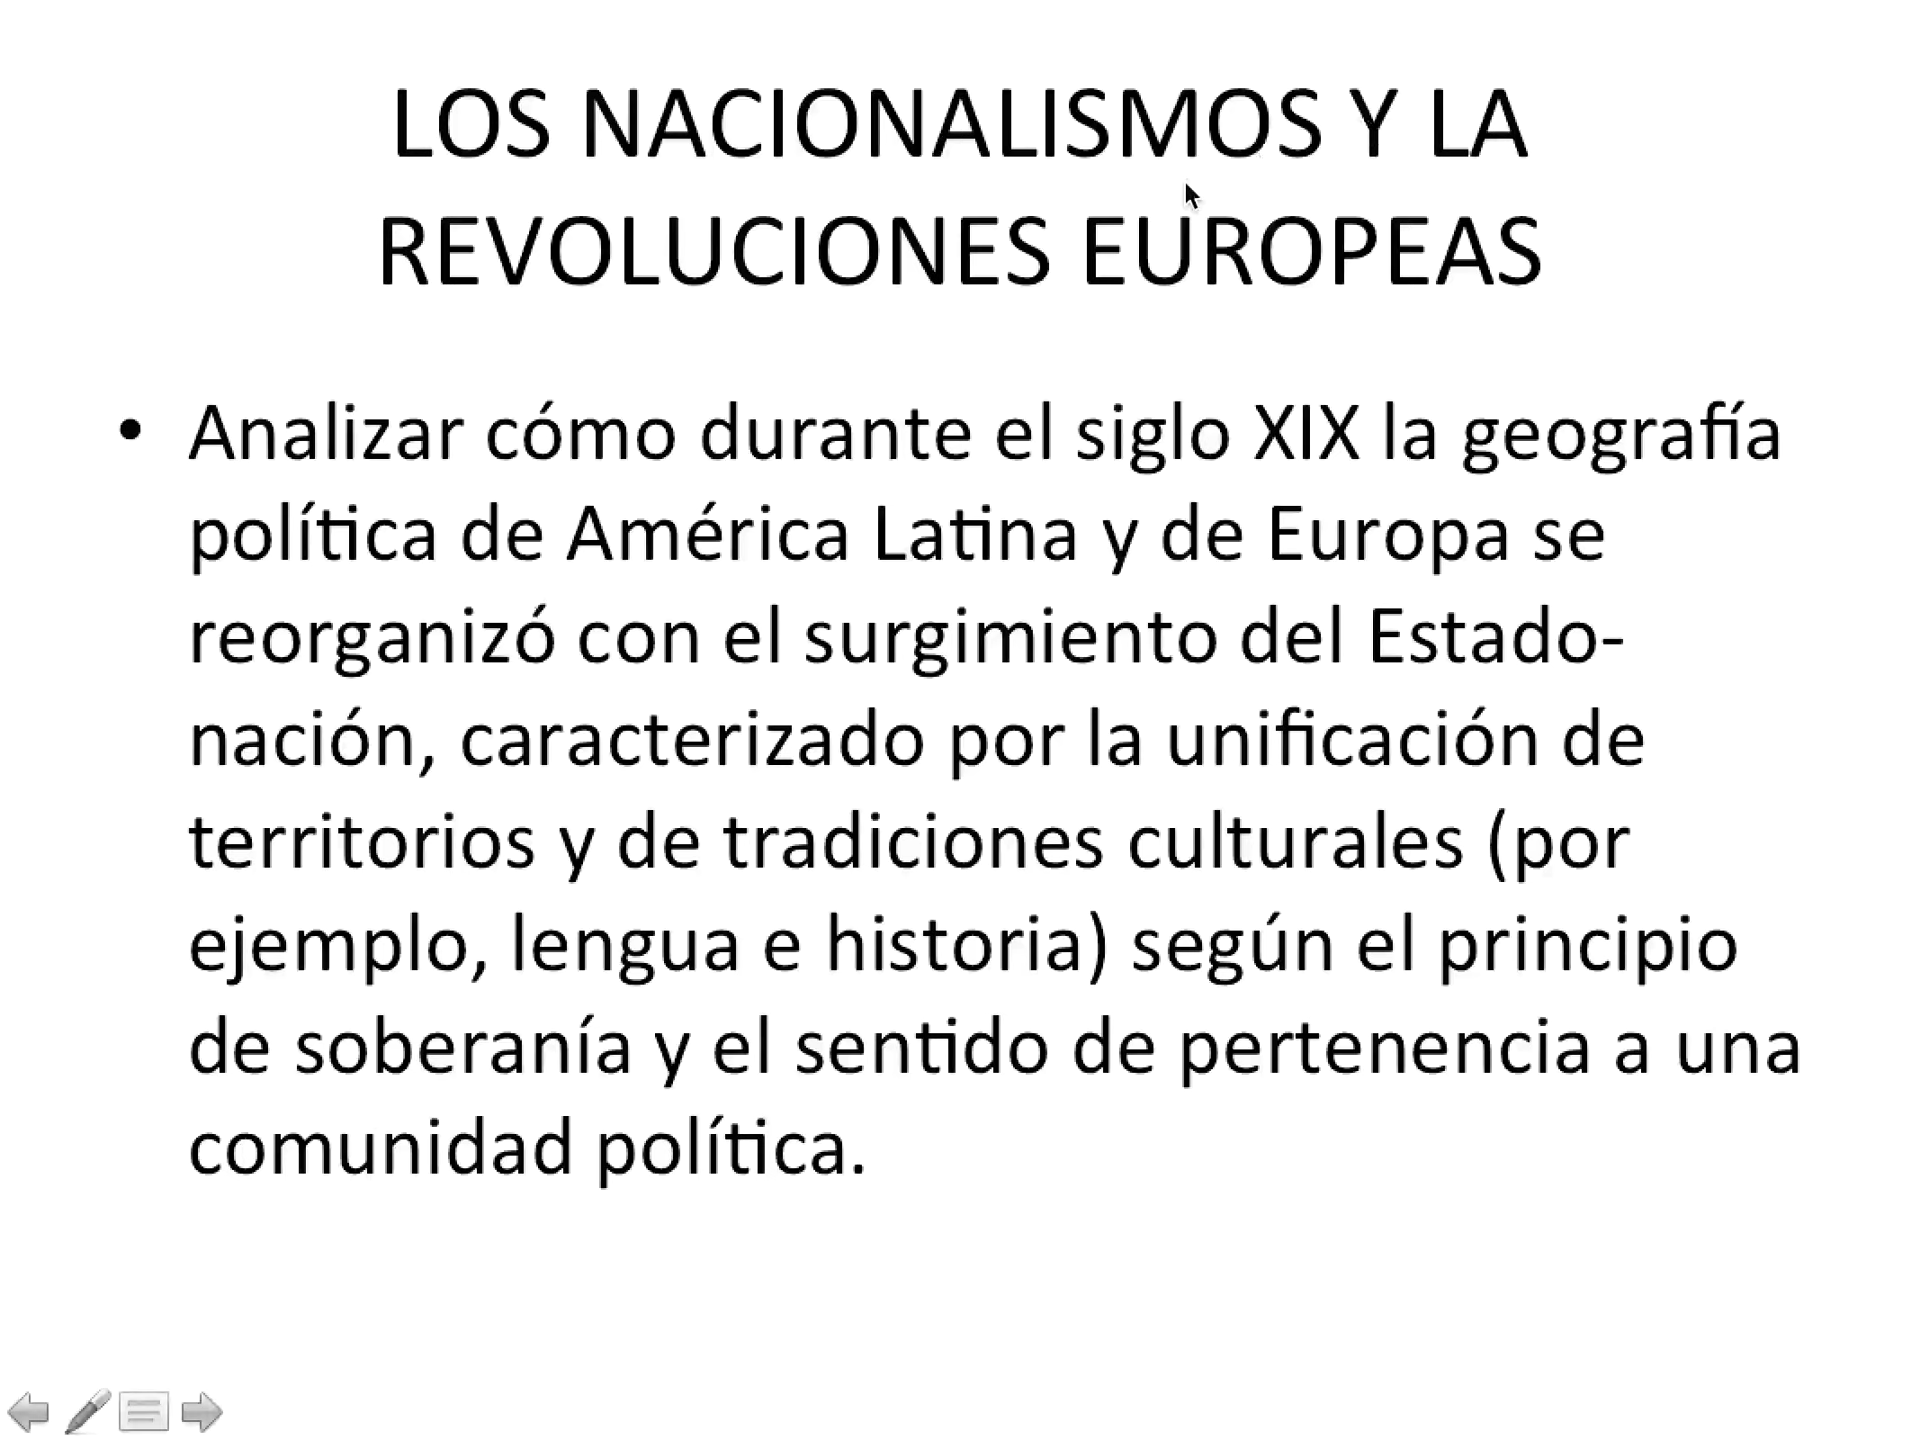 LOS NACIONALISMOS Y LA
REVOLUCIONES EUROPEAS
• Analizar cómo durante el siglo XIX la geografía
política de América Latina y de Europa se
reorganizó con el surgimiento del Estado-
nación, caracterizado por la unificación de
territorios y de tradiciones culturales (por
ejemplo, lengua e historia) según el principio
de soberanía y el sentido de pertenencia a una
comunidad política.